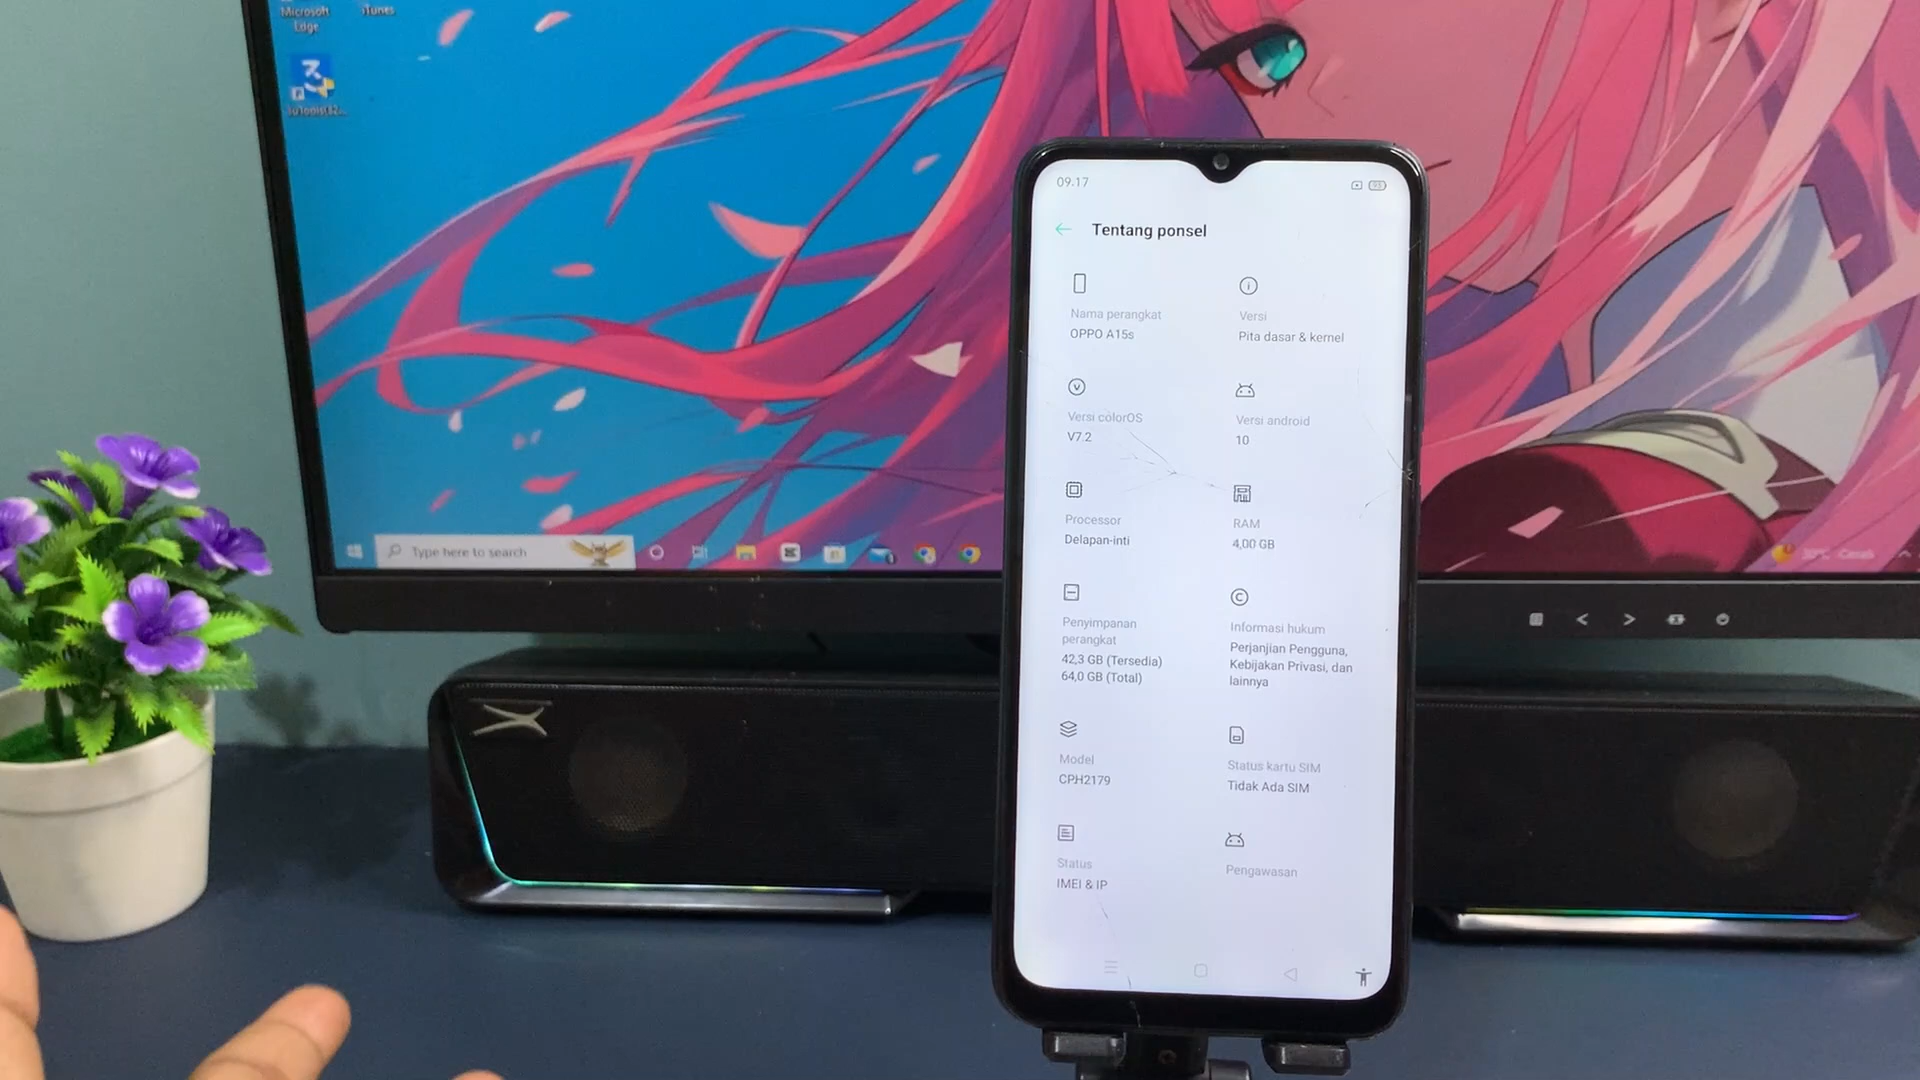 Microsoft
Edge
iTunes
Type here to search
09.17
93
Tentang ponsel
Nama perangkat
OPPO A15s
Versi
Pita dasar & kernel
Versi colorOS
V7.2
Versi android
10
Processor
Delapan-inti
RAM
4,00 GB
Penyimpanan
perangkat
42,3 GB (Tersedia)
64,0 GB (Total)
Informasi hukum
Perjanjian Pengguna,
Kebijakan Privasi, dan
lainnya
Model
CPH2179
Status kartu SIM
Tidak Ada SIM
Status
IMEI & IP
Pengawasan